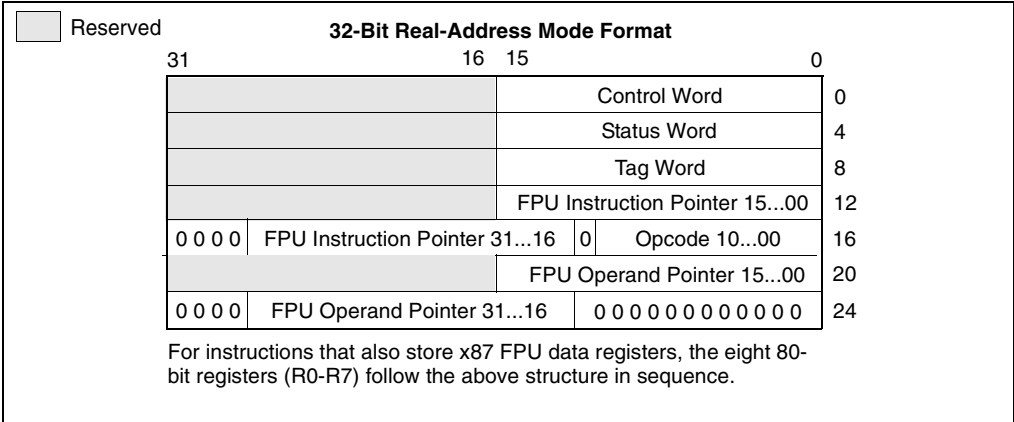 Reserved
32-Bit Real-Address Mode Format
31 16 15 0
Control Word 0
Status Word 4
Tag Word 8
FPU Instruction Pointer 15...00 12
0 0 0 0 FPU Instruction Pointer 31...16 0 Opcode 10...00 16
FPU Operand Pointer 15...00 20
0 0 0 0 FPU Operand Pointer 31...16 0 0 0 0 0 0 0 0 0 0 0 0 24
For instructions that also store x87 FPU data registers, the eight 80-
bit registers (R0-R7) follow the above structure in sequence.